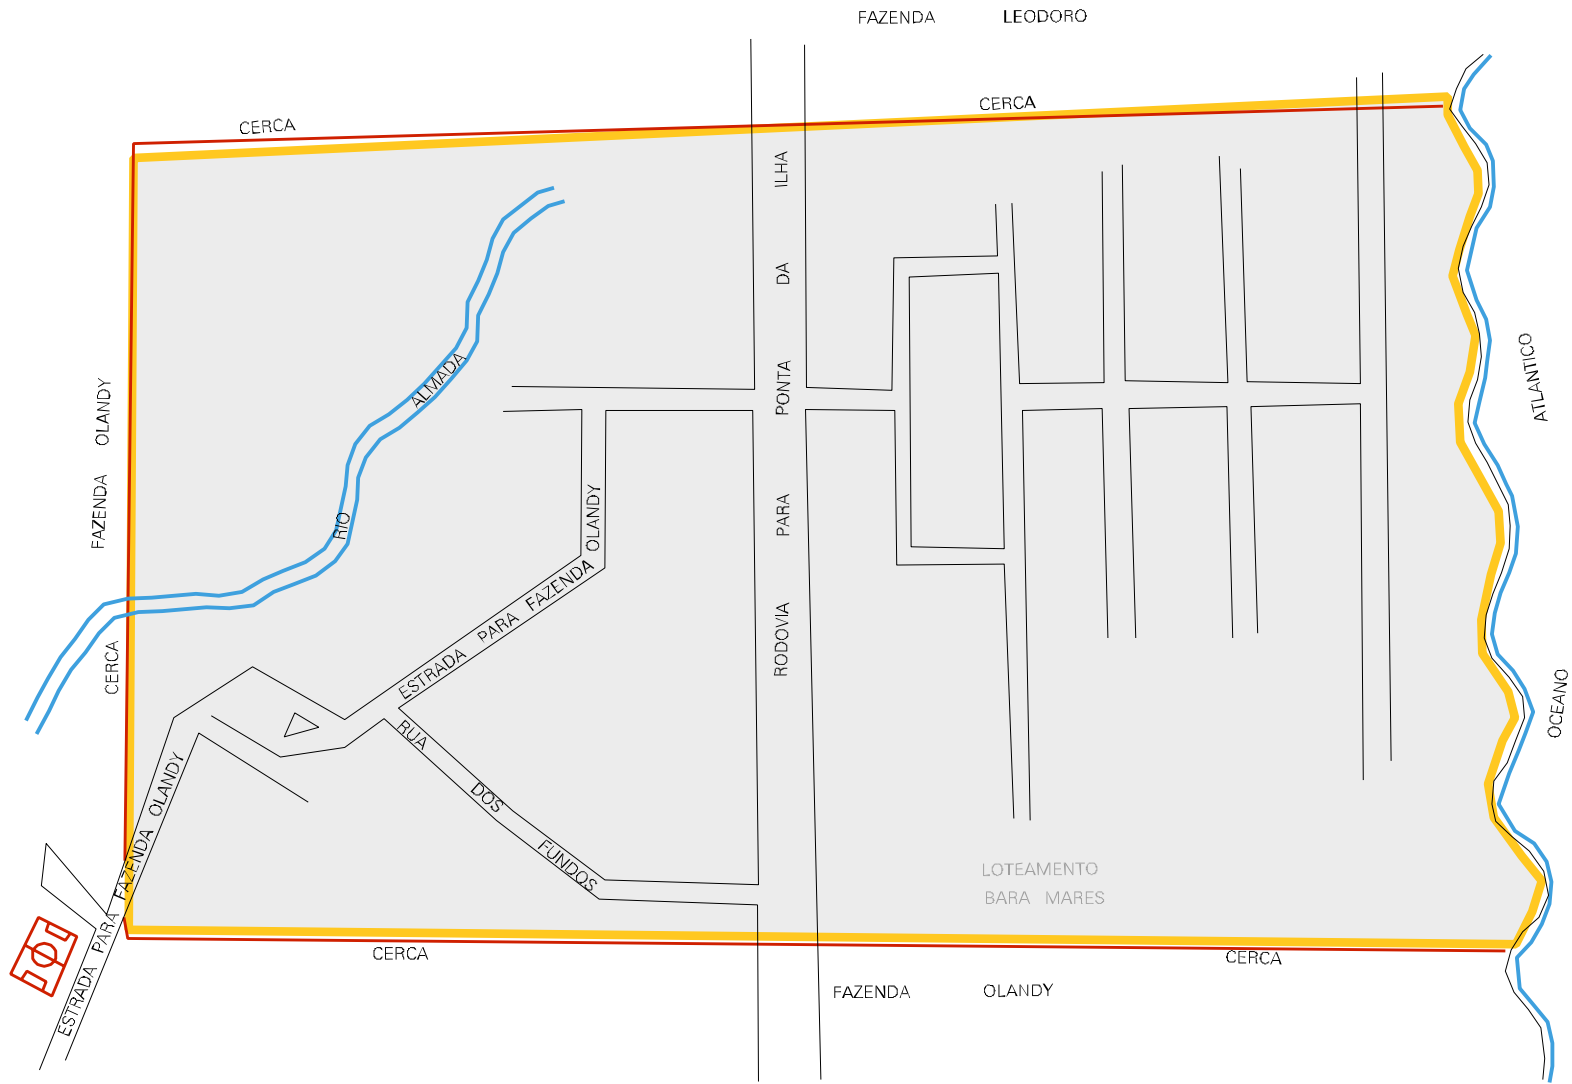 FAZENDA LEODORO
CERCA
CERCA
RODOVIA PARA PONTA DA ILHA
RIO ALMADA
FAZENDA OLANDY
CERCA
ESTRADA PARA FAZENDA OLANDY
ESTRADA PARA FAZENDA OLANDY
RUA DOS FUNDOS
OCEANO ATLANTICO
LOTEAMENTO
BARA MARES
CERCA
CERCA
FAZENDA OLANDY